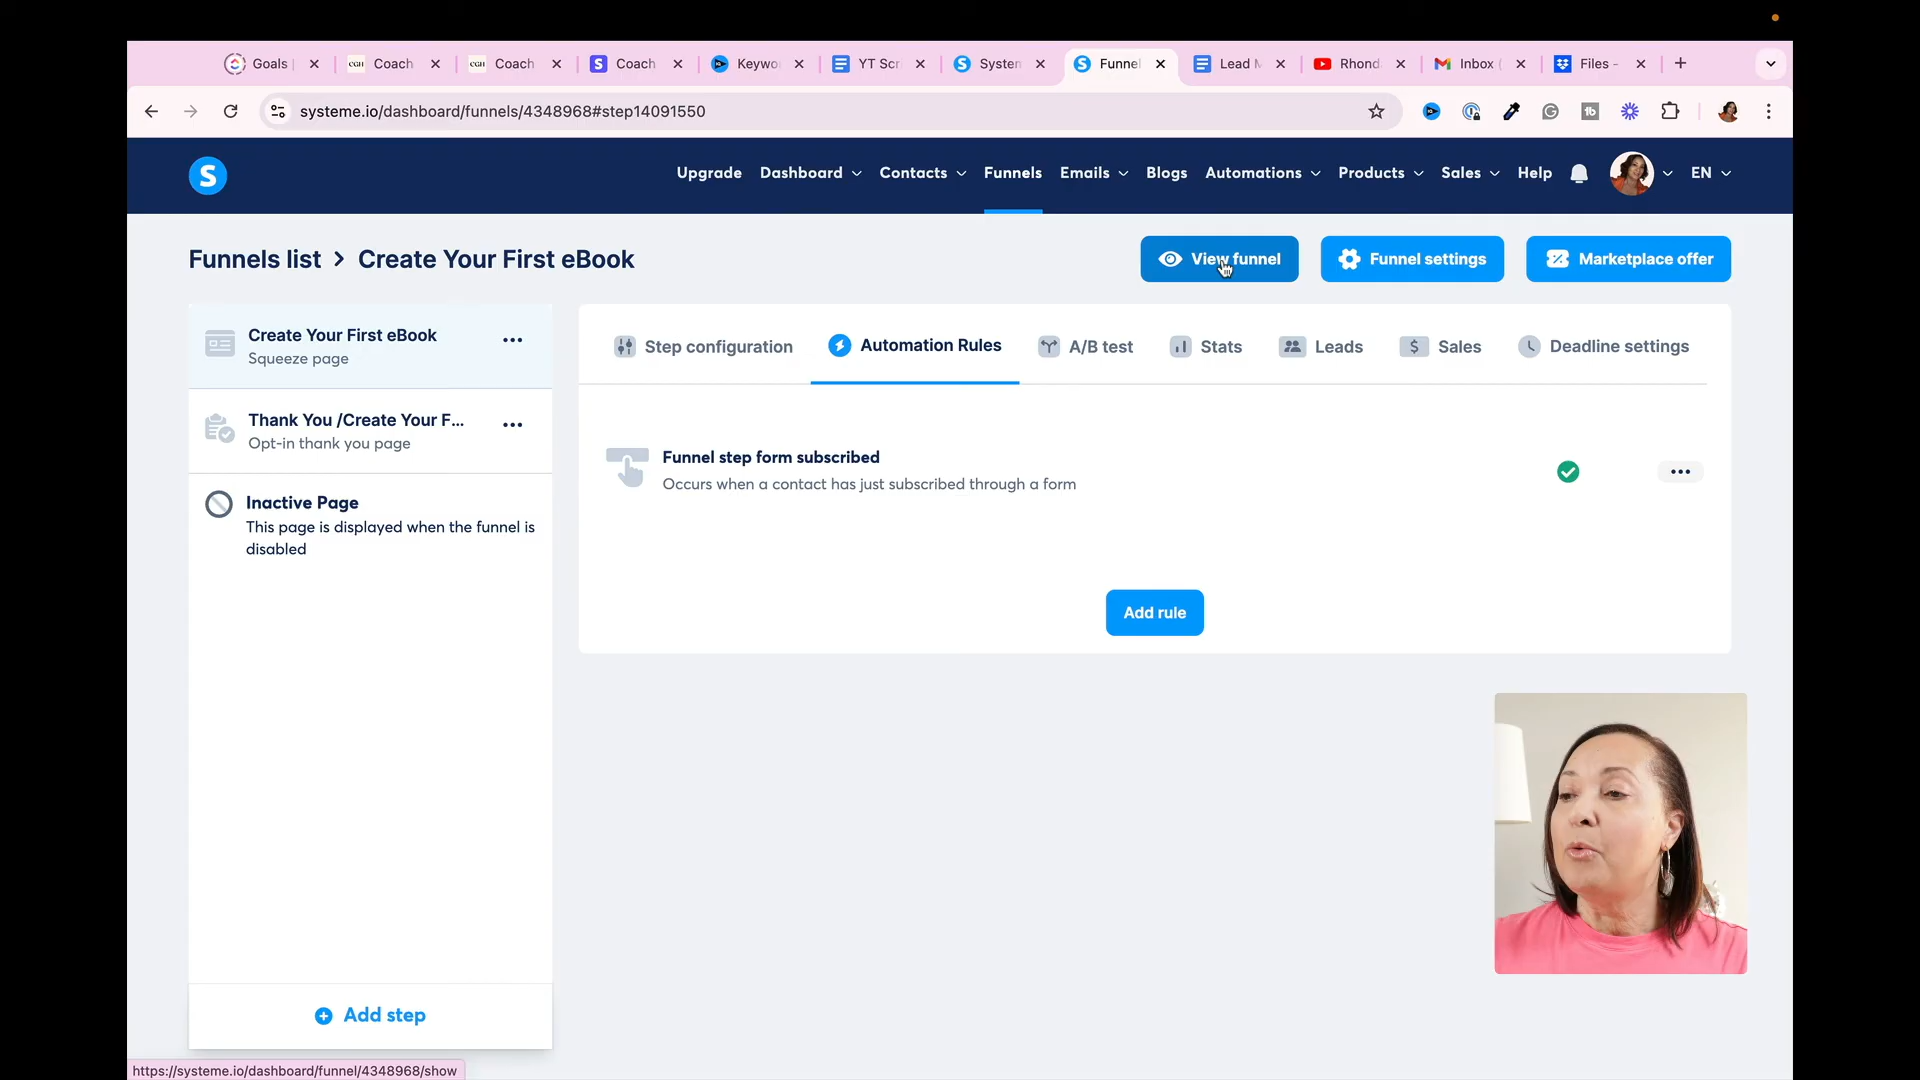 Goals
Coach
Coach
Coach
Keywo
YT Scr
System
Funnel
Lead M
Rhond
Inbox (
Files -
systeme.io/dashboard/funnels/4348968#step14091550
S
Upgrade
Dashboard
Contacts
Funnels
Emails
Blogs
Automations
Products
Sales
Help
EN
Funnels list > Create Your First eBook
View funnel
Funnel settings
Marketplace offer
Create Your First eBook
Squeeze page
Thank You /Create Your F...
Opt-in thank you page
Inactive Page
This page is displayed when the funnel is
disabled
Add step
Step configuration
Automation Rules
A/B test
Stats
Leads
Sales
Deadline settings
Funnel step form subscribed
Occurs when a contact has just subscribed through a form
Add rule
https://systeme.io/dashboard/funnel/4348968/show